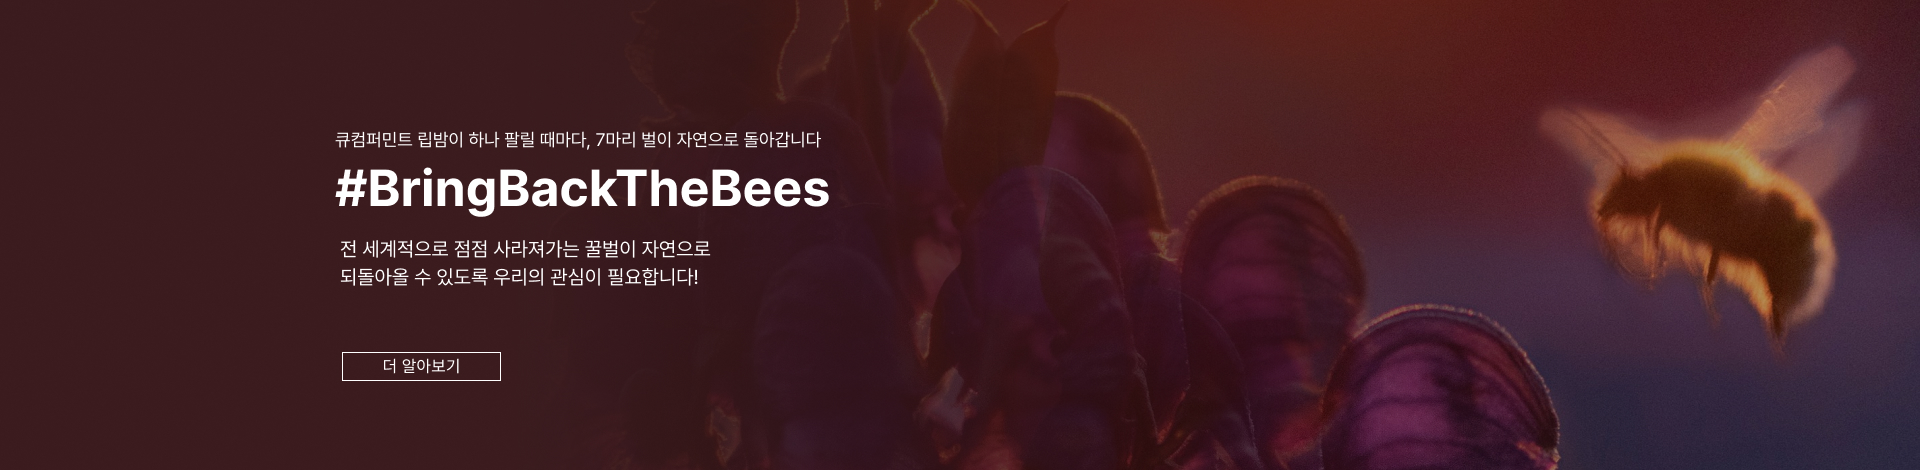 큐컴퍼민트 립밤이 하나 팔릴 때마다, 7마리 벌이 자연으로 돌아갑니다
#BringBackTheBees
전 세계적으로 점점 사라져가는 꿀벌이 자연으로
되돌아올 수 있도록 우리의 관심이 필요합니다!
더 알아보기